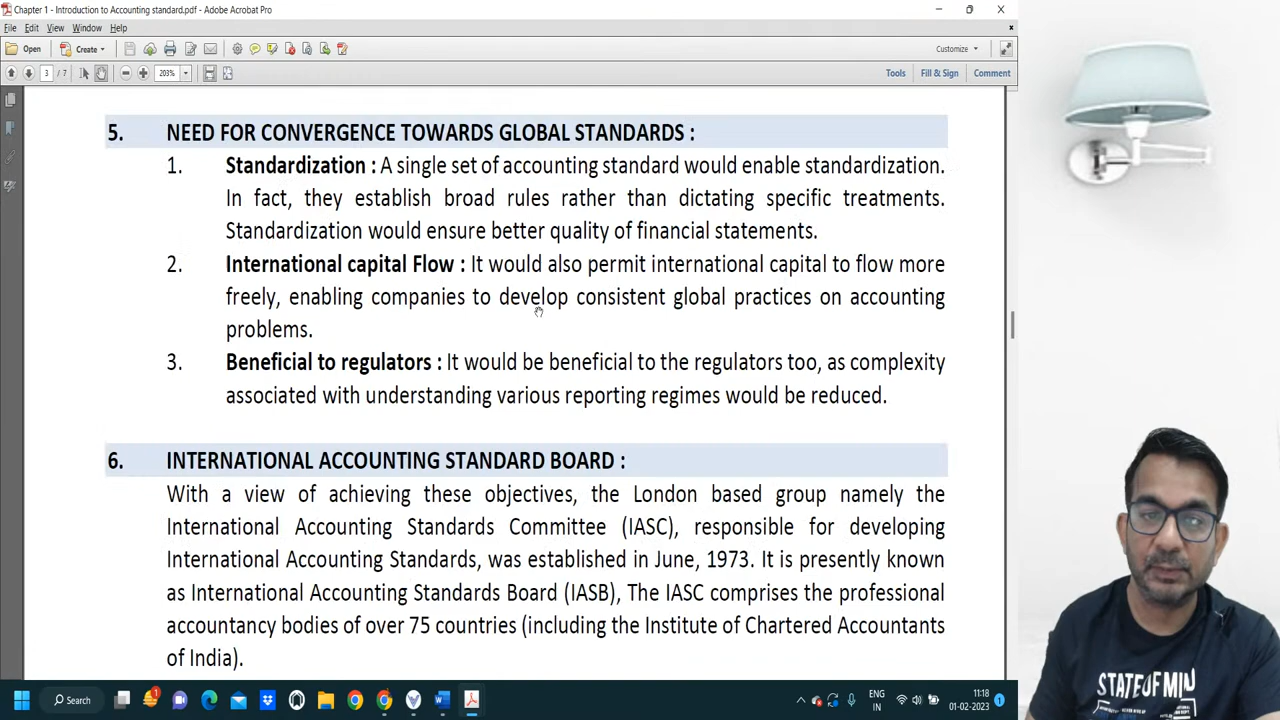 Chapter 1 - Introduction to Accounting standard.pdf - Adobe Acrobat Pro
File Edit View Window Help
Open Create Customize
3 / 7 203% Tools Fill & Sign Comment
5. NEED FOR CONVERGENCE TOWARDS GLOBAL STANDARDS :
1. Standardization : A single set of accounting standard would enable standardization.
In fact, they establish broad rules rather than dictating specific treatments.
Standardization would ensure better quality of financial statements.
2. International capital Flow : It would also permit international capital to flow more
freely, enabling companies to develop consistent global practices on accounting
problems.
3. Beneficial to regulators : It would be beneficial to the regulators too, as complexity
associated with understanding various reporting regimes would be reduced.
6. INTERNATIONAL ACCOUNTING STANDARD BOARD :
With a view of achieving these objectives, the London based group namely the
International Accounting Standards Committee (IASC), responsible for developing
International Accounting Standards, was established in June, 1973. It is presently known
as International Accounting Standards Board (IASB), The IASC comprises the professional
accountancy bodies of over 75 countries (including the Institute of Chartered Accountants
of India).
STATE OF MIN
Search
1
ENG
IN
11:18
01-02-2023
1